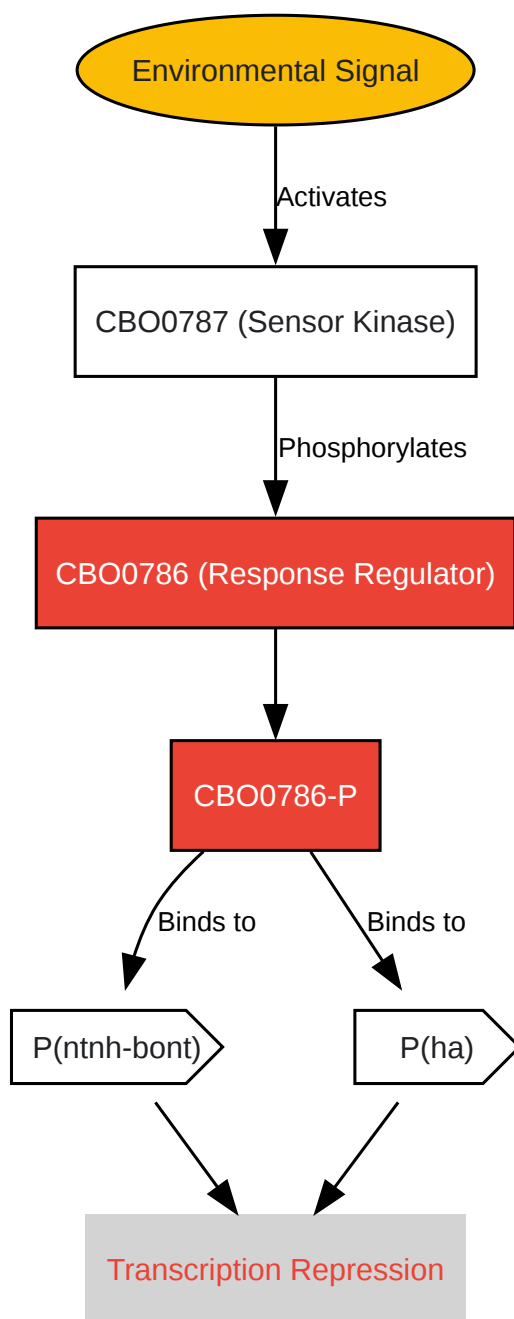 Environmental Signal
Activates
CBO0787 (Sensor Kinase)
Phosphorylates
CBO0786 (Response Regulator)
CBO0786-P
Binds to
Binds to
P(ntnh-bont)
P(ha)
Transcription Repression